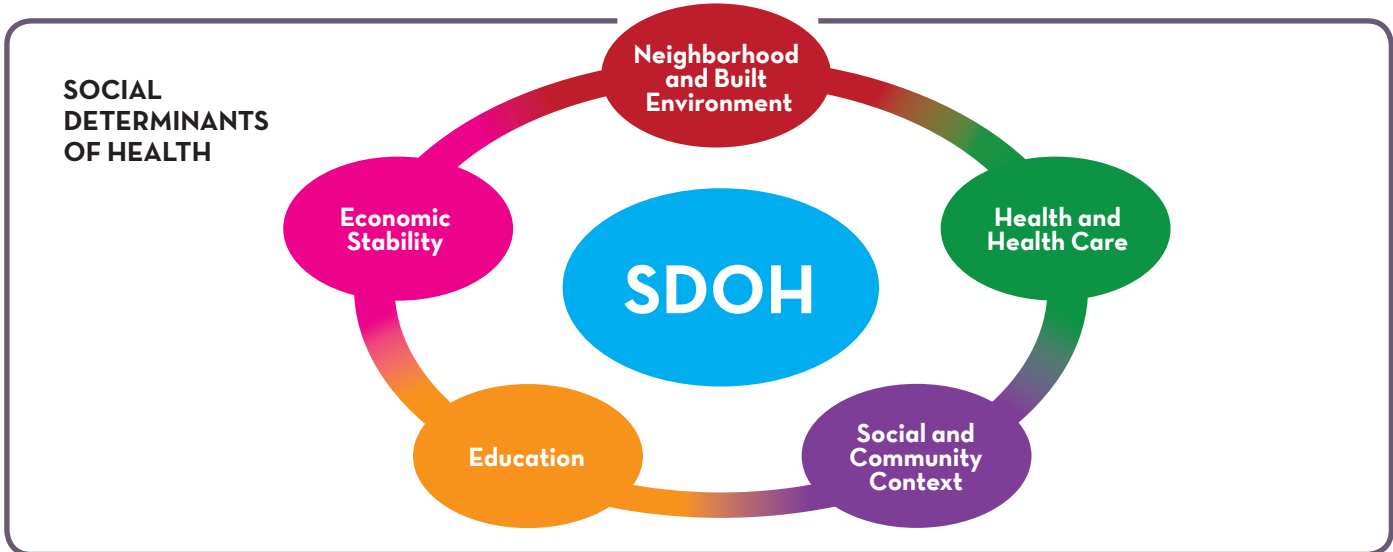 SOCIAL
DETERMINANTS
OF HEALTH
Neighborhood
and Built
Environment
Economic
Stability
Health and
Health Care
SDOH
Education
Social and
Community
Context